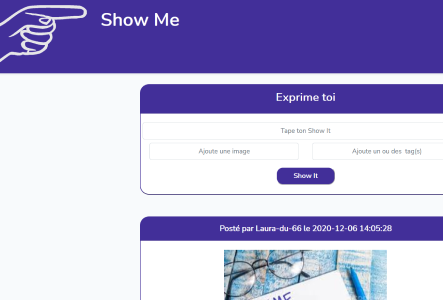 Show Me
Exprime toi
Tape ton Show It
Ajoute une image
Ajoute un ou des tag(s)
Show It
Posté par Laura-du-66 le 2020-12-06 14:05:28